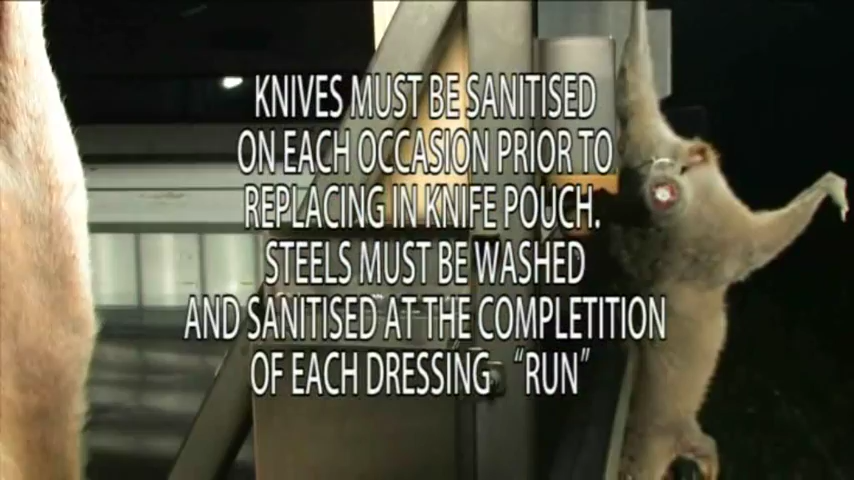 KNIVES MUST BE SANITISED
ON EACH OCCASION PRIOR TO
REPLACING IN KNIFE POUCH.
STEELS MUST BE WASHED
AND SANITISED AT THE COMPLETITION
OF EACH DRESSING “RUN”